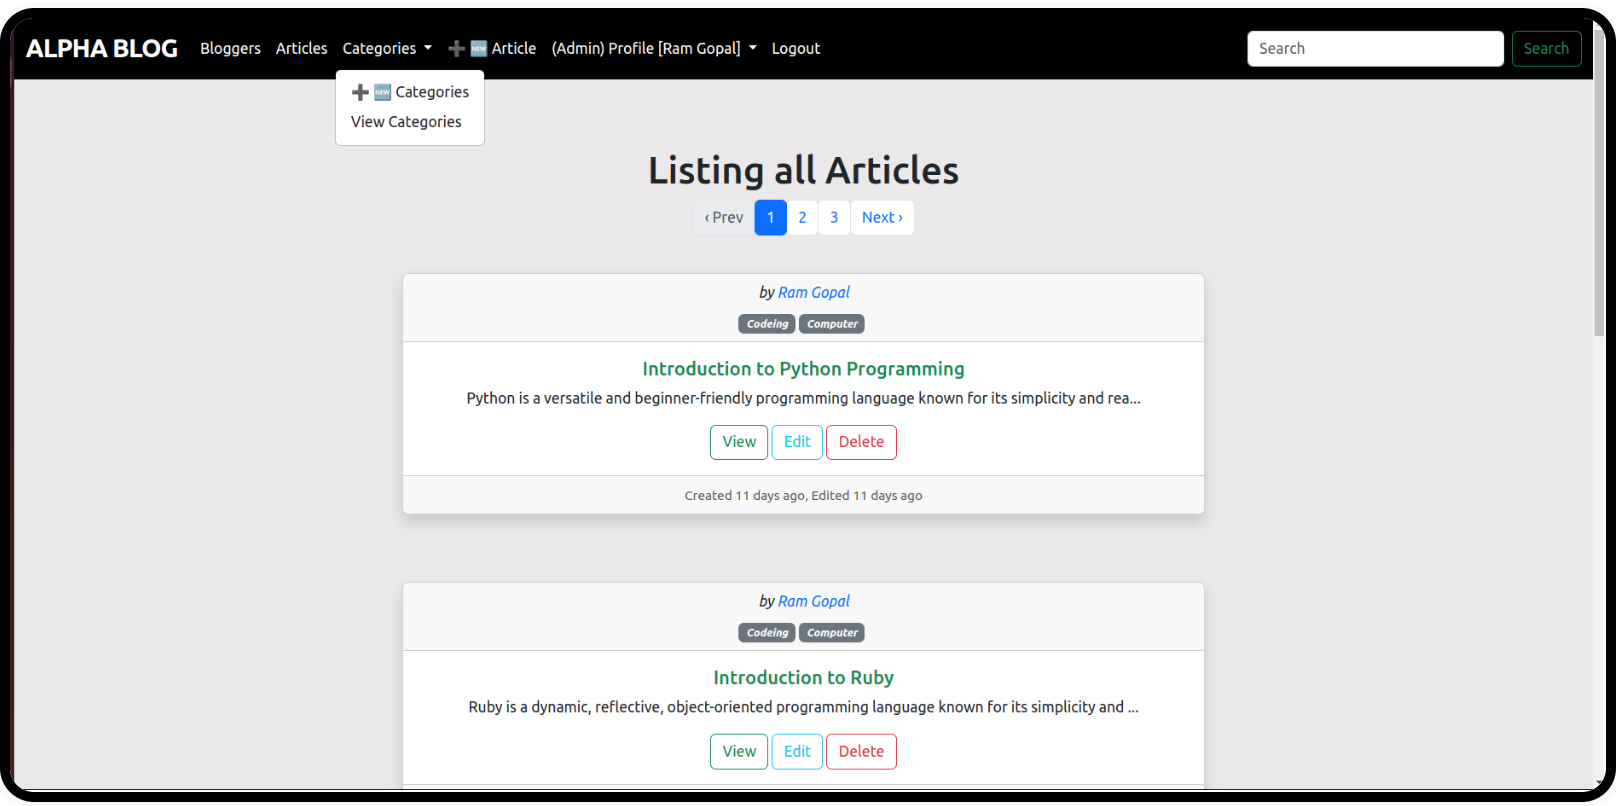 ALPHA BLOG Bloggers Articles Categories ➕ 🆕 Article (Admin) Profile [Ram Gopal] Logout Search Search
➕ 🆕 Categories
View Categories
Listing all Articles
‹ Prev 1 2 3 Next ›
by Ram Gopal
Codeing Computer
Introduction to Python Programming
Python is a versatile and beginner-friendly programming language known for its simplicity and rea...
View Edit Delete
Created 11 days ago, Edited 11 days ago
by Ram Gopal
Codeing Computer
Introduction to Ruby
Ruby is a dynamic, reflective, object-oriented programming language known for its simplicity and ...
View Edit Delete